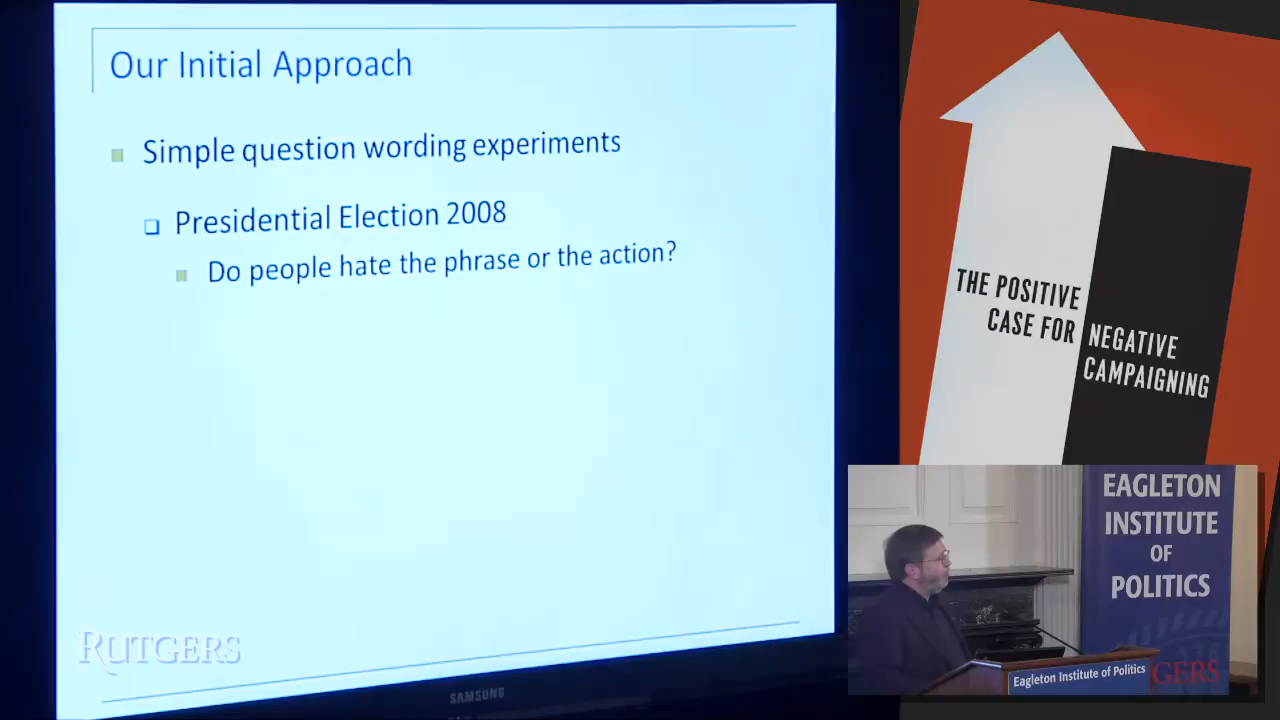 Our Initial Approach
Simple question wording experiments
Presidential Election 2008
Do people hate the phrase or the action?
RUTGERS
SAMSUNG
THE POSITIVE
CASE FOR
NEGATIVE
CAMPAIGNING
EAGLETON
INSTITUTE
OF
POLITICS
Eagleton Institute of Politics
GERS